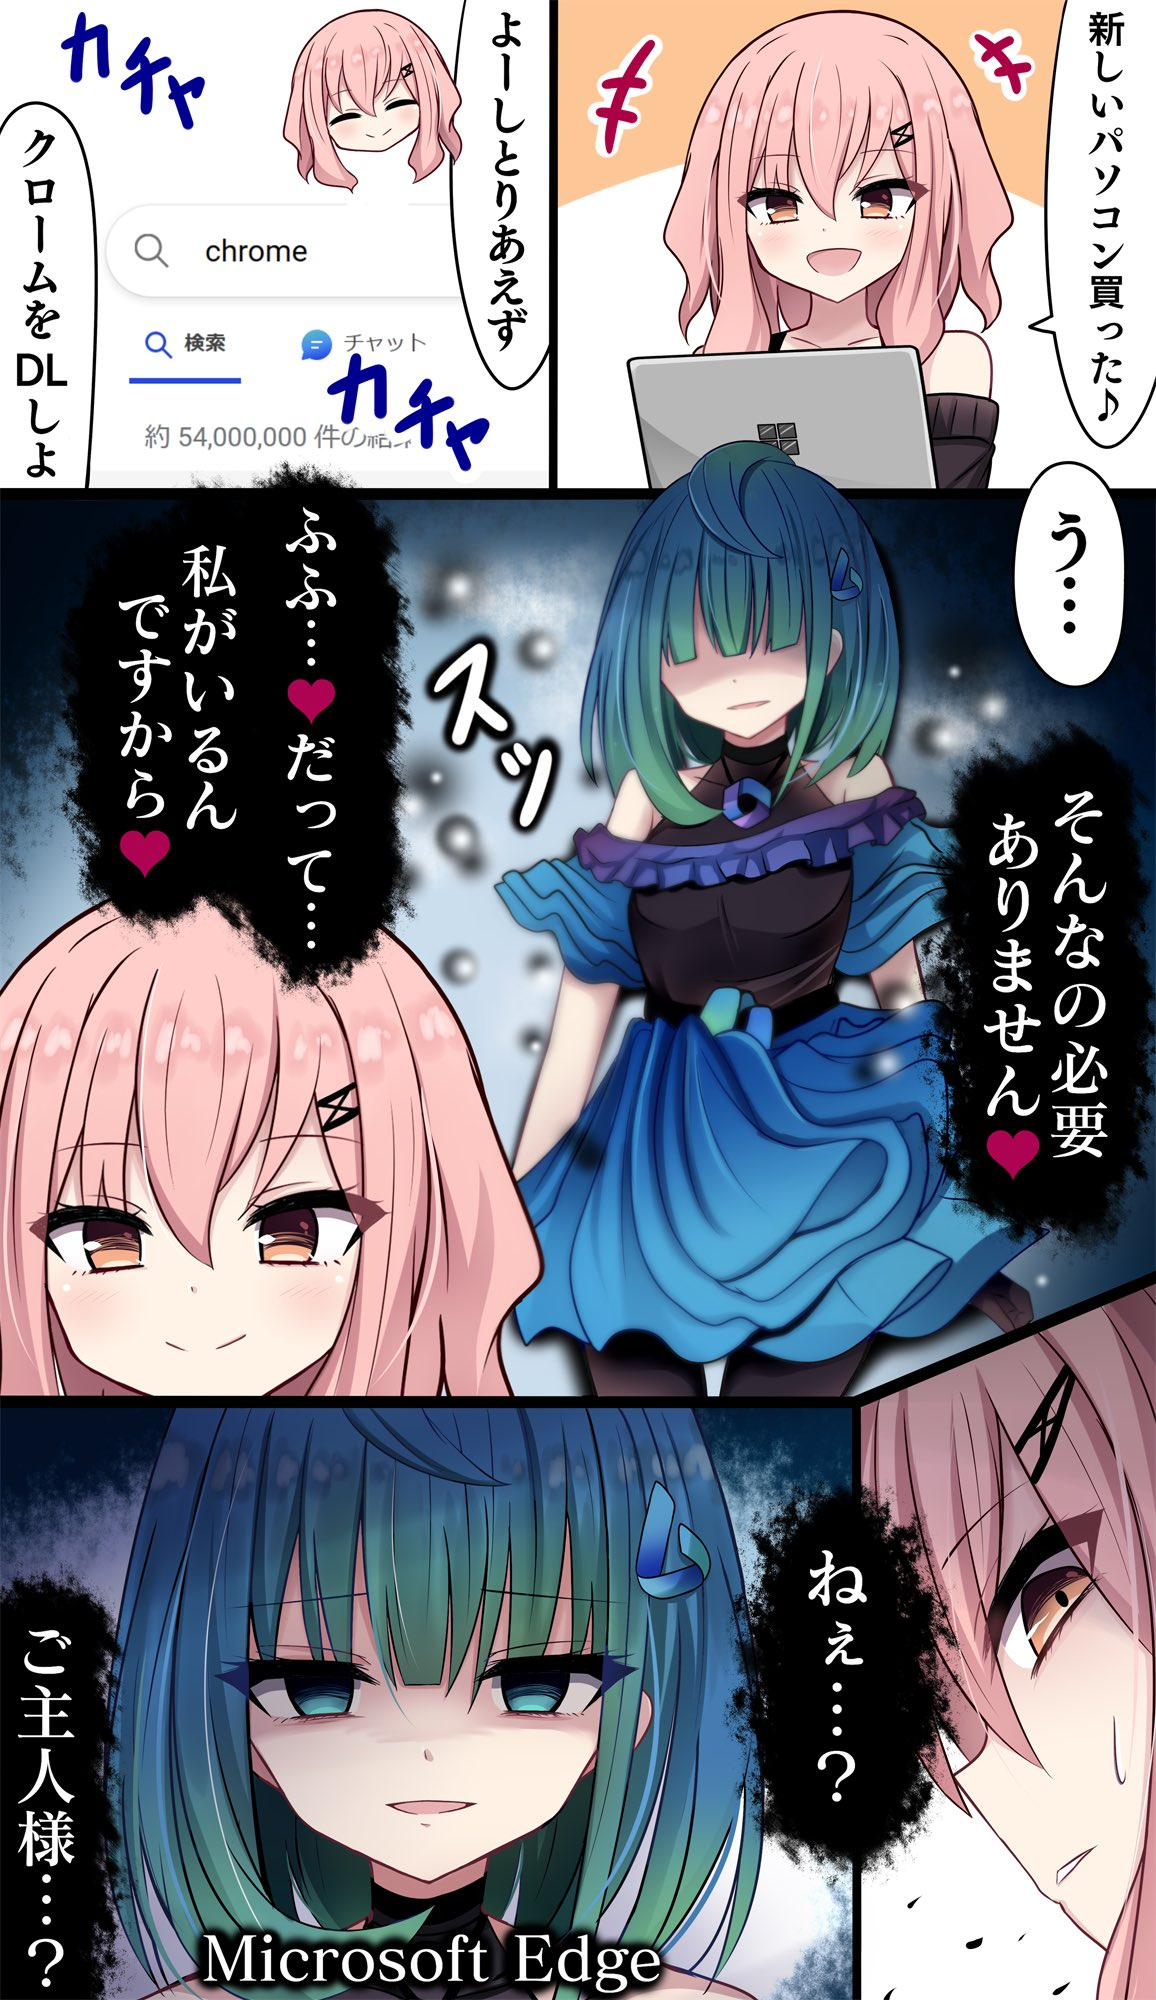 新しいパソコン買った♪
よーしとりあえず
カチャ
chrome
検索
チャット
約 54,000,000 件の結果
カチャ
クロームを
DLしよ
う…
そんなの必要
ありません♥
スッ
ふふ…♥だって…
私がいるん
ですから♥
ねぇ…？
ご主人様…？
Microsoft Edge